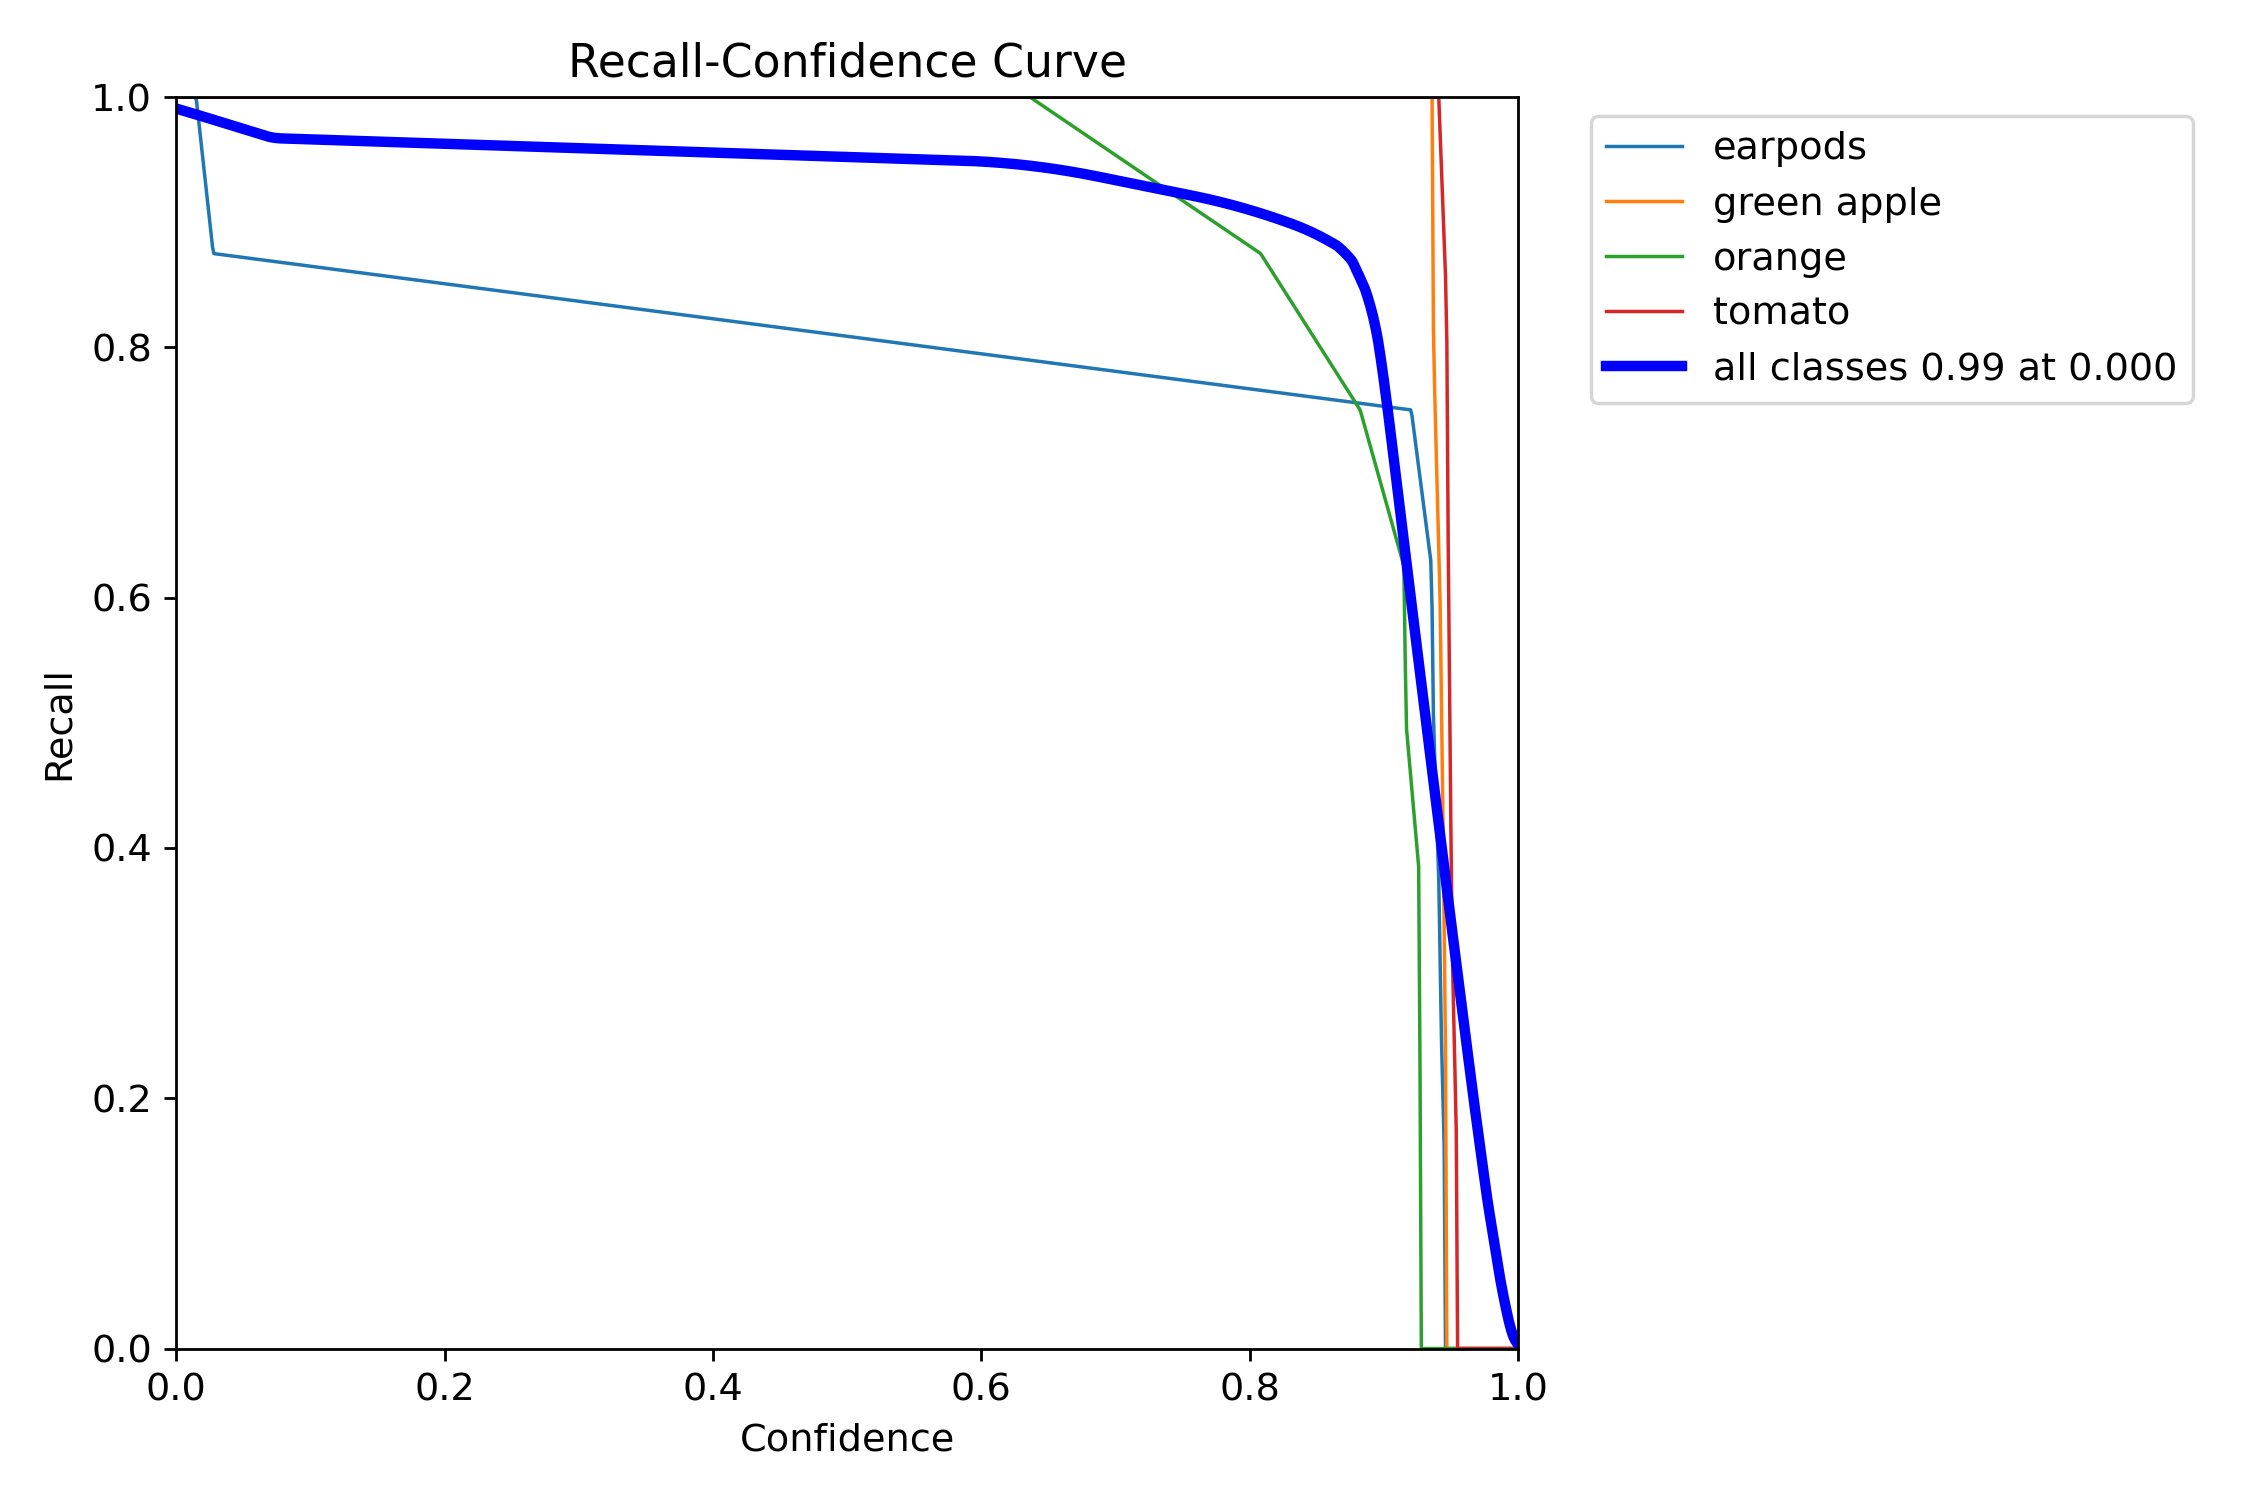 Recall-Confidence Curve
1.0
0.8
0.6
0.4
0.2
0.0
Recall
0.0 0.2 0.4 0.6 0.8 1.0
Confidence
earpods
green apple
orange
tomato
all classes 0.99 at 0.000